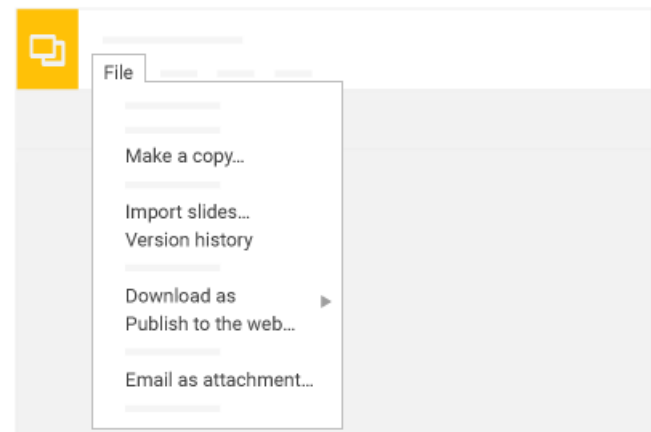 File
Make a copy...
Import slides...
Version history
Download as
Publish to the web...
Email as attachment...